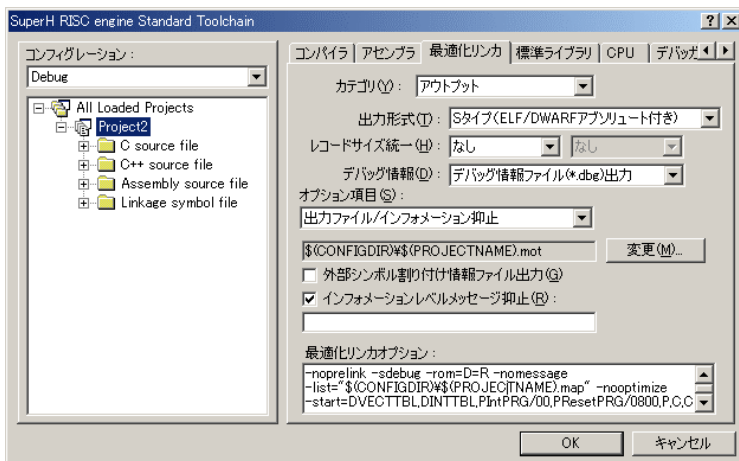 SuperH RISC engine Standard Toolchain
コンフィグレーション :
Debug
All Loaded Projects
Project2
C source file
C++ source file
Assembly source file
Linkage symbol file
コンパイラ アセンブラ 最適化リンカ 標準ライブラリ CPU デバッガ
カテゴリ(Y) : アウトプット
出力形式(T) : Sタイプ(ELF/DWARFアブソリュート付き)
レコードサイズ統一(H) : なし なし
デバッグ情報(D) : デバッグ情報ファイル(*.dbg)出力
オプション項目(S) :
出力ファイル/インフォメーション抑止
$(CONFIGDIR)¥$(PROJECTNAME).mot 変更(M)...
外部シンボル割り付け情報ファイル出力(G)
インフォメーションレベルメッセージ抑止(R) :
最適化リンカオプション :
-noprelink -sdebug -rom=D=R -nomessage
-list="$(CONFIGDIR)¥$(PROJECTNAME).map" -nooptimize
-start=DVECTTBL,DINTTBL,PIntPRG/00,PResetPRG/0800,P,C,C
OK キャンセル